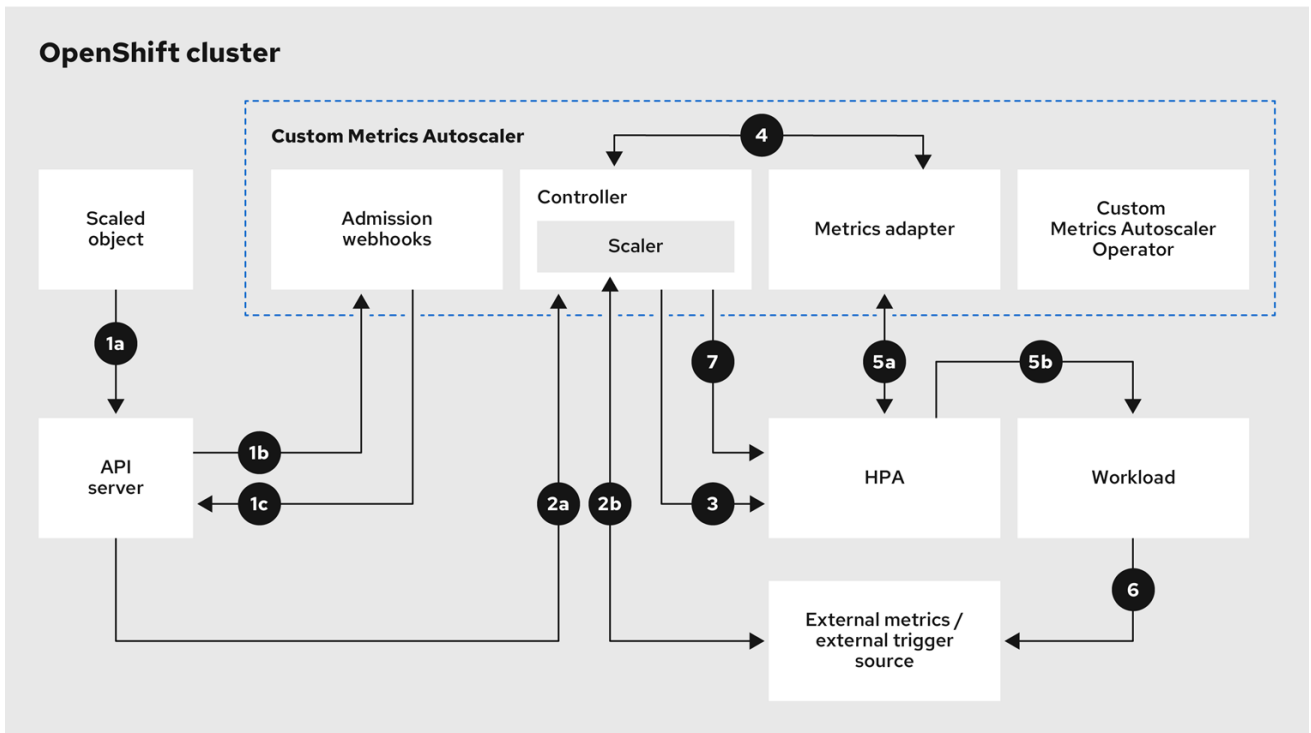 OpenShift cluster
Custom Metrics Autoscaler
4
Scaled
object
Admission
webhooks
Controller
Scaler
Metrics adapter
Custom
Metrics Autoscaler
Operator
1a
7
5a
5b
1b
API
server
HPA
Workload
1c
2a
2b
3
6
External metrics /
external trigger
source